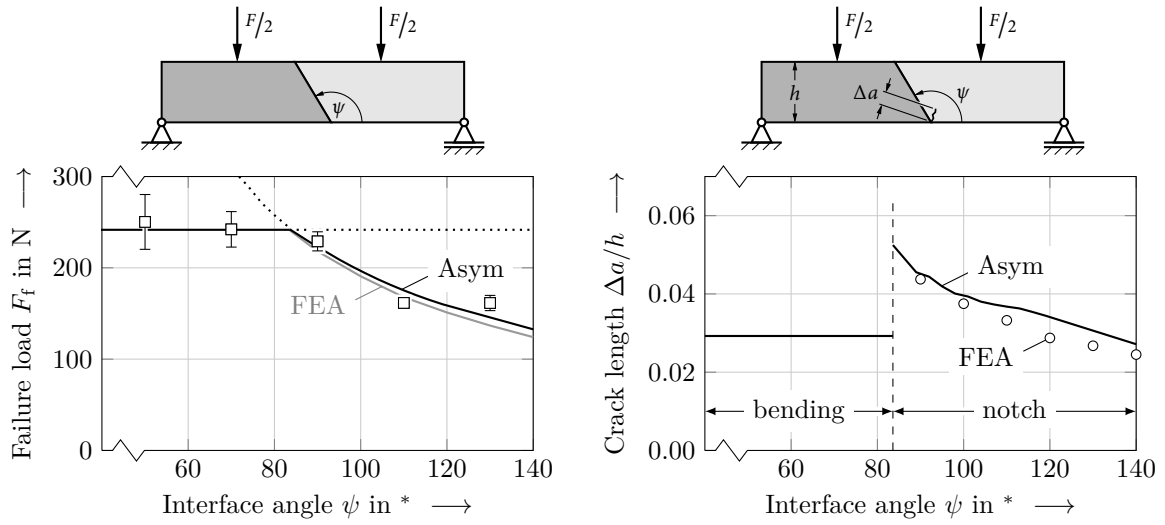 F/2 F/2
ψ
F/2 F/2
h Δa ψ
Failure load F_f in N ⟶
300
200
100
0
Asym
FEA
60 80 100 120 140
Interface angle ψ in * ⟶
Crack length Δa/h ⟶
0.06
0.04
0.02
0.00
Asym
FEA
bending notch
60 80 100 120 140
Interface angle ψ in * ⟶